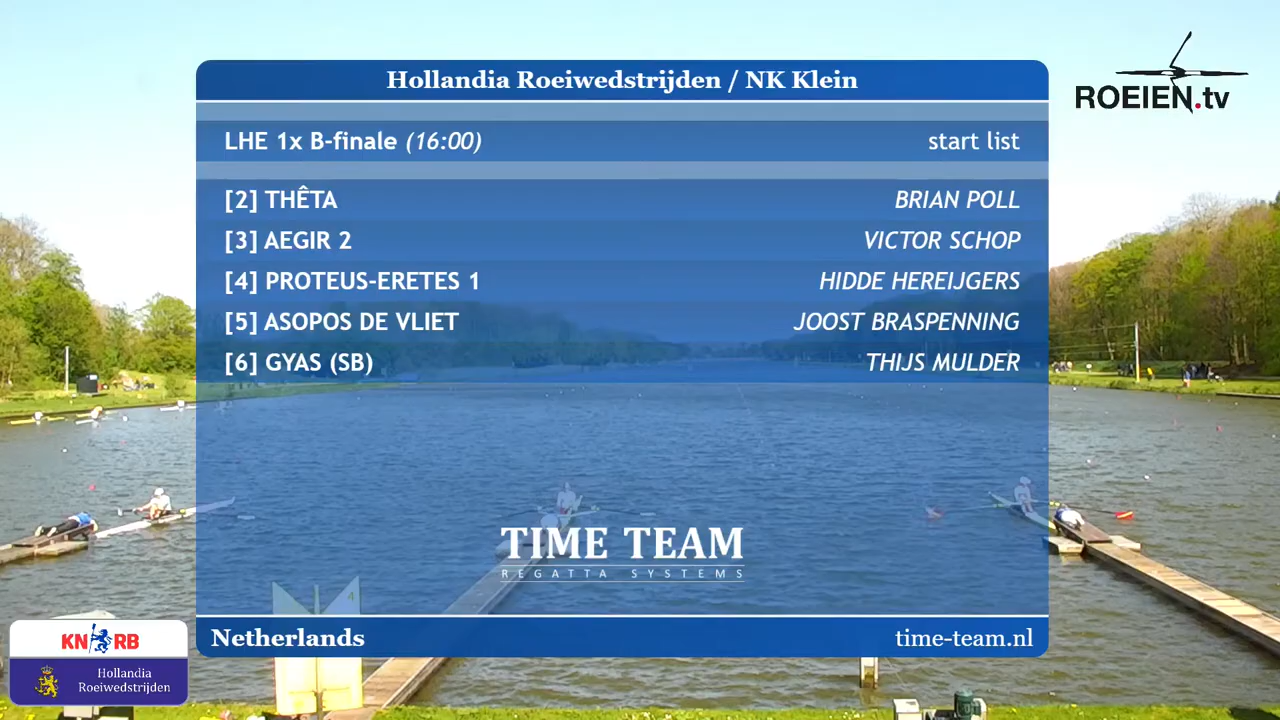 Hollandia Roeiwedstrijden / NK Klein
ROEIEN.tv
LHE 1x B-finale (16:00) start list
[2] THÊTA BRIAN POLL
[3] AEGIR 2 VICTOR SCHOP
[4] PROTEUS-ERETES 1 HIDDE HEREIJGERS
[5] ASOPOS DE VLIET JOOST BRASPENNING
[6] GYAS (SB) THIJS MULDER
TIME TEAM
REGATTA SYSTEMS
4
Netherlands time-team.nl
KNRB
Hollandia
Roeiwedstrijden